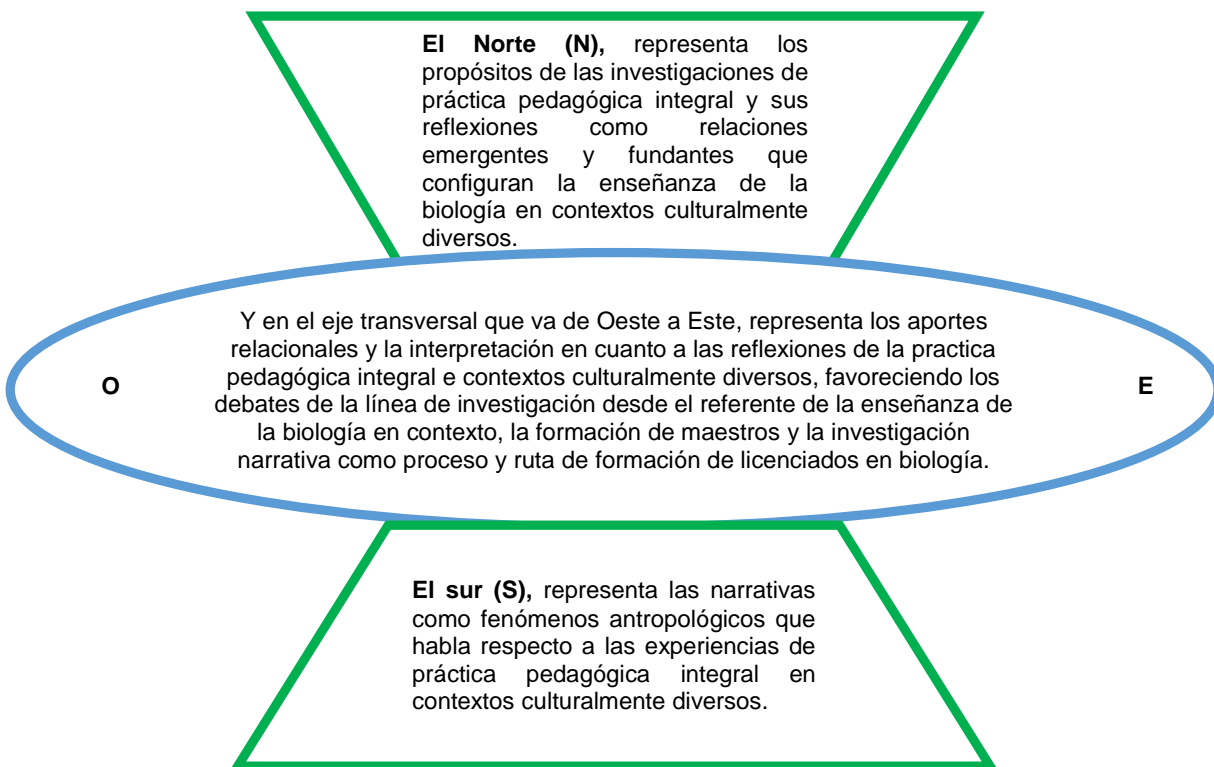 El Norte (N), representa los
propósitos de las investigaciones de
práctica pedagógica integral y sus
reflexiones como relaciones
emergentes y fundantes que
configuran la enseñanza de la
biología en contextos culturalmente
diversos.
Y en el eje transversal que va de Oeste a Este, representa los aportes
relacionales y la interpretación en cuanto a las reflexiones de la practica
O
pedagógica integral e contextos culturalmente diversos, favoreciendo los
E
debates de la línea de investigación desde el referente de la enseñanza de
la biología en contexto, la formación de maestros y la investigación
narrativa como proceso y ruta de formación de licenciados en biología.
El sur (S), representa las narrativas
como fenómenos antropológicos que
habla respecto a las experiencias de
práctica pedagógica integral en
contextos culturalmente diversos.